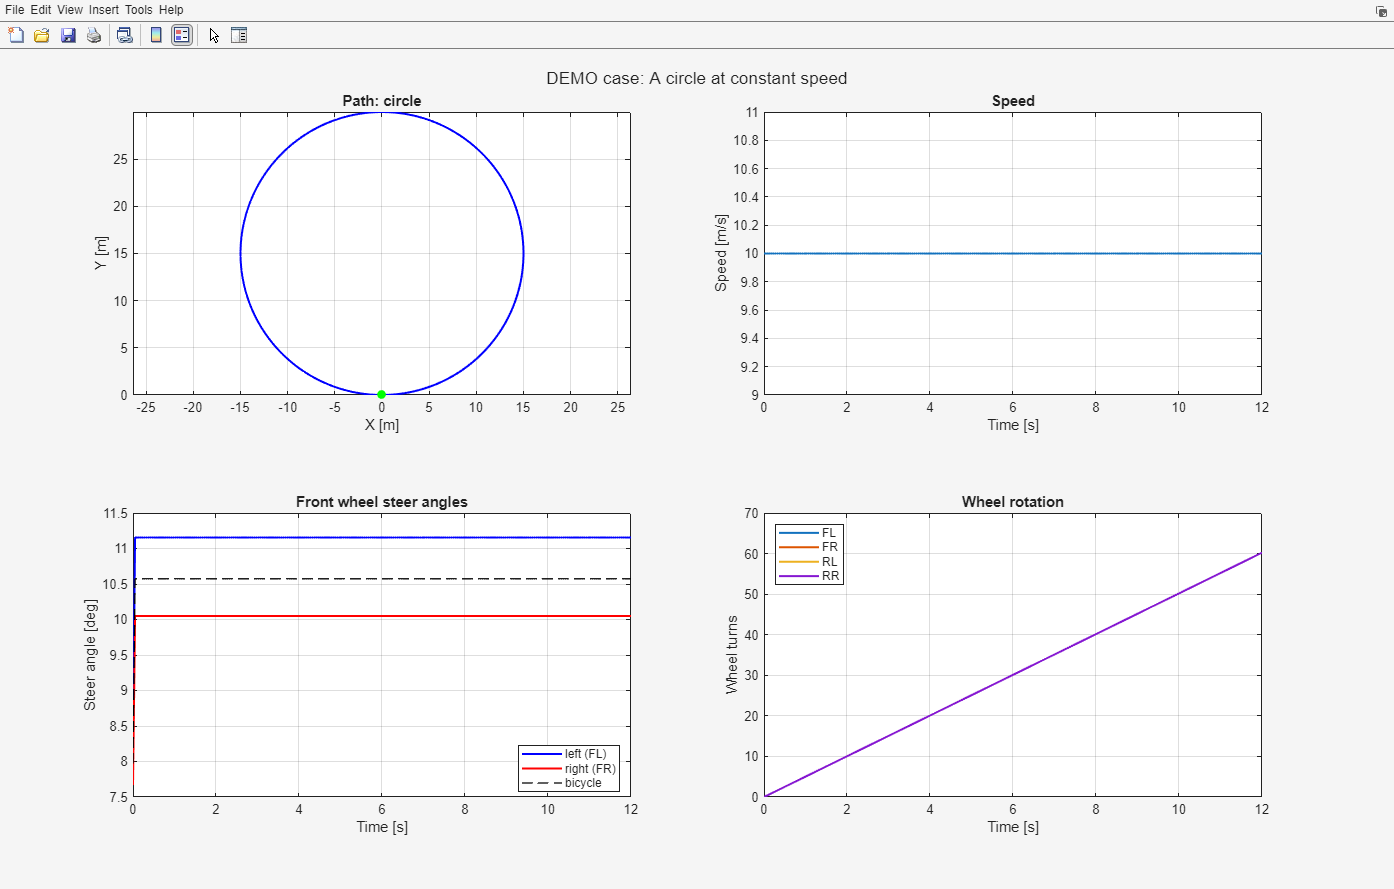 File Edit View Insert Tools Help
DEMO case: A circle at constant speed
Path: circle
25
20
15
10
5
0
-25 -20 -15 -10 -5 0 5 10 15 20 25
X [m]
Y [m]
Speed
11
10.8
10.6
10.4
10.2
10
9.8
9.6
9.4
9.2
9
0 2 4 6 8 10 12
Time [s]
Speed [m/s]
Front wheel steer angles
11.5
11
10.5
10
9.5
9
8.5
8
7.5
0 2 4 6 8 10 12
Time [s]
Steer angle [deg]
left (FL)
right (FR)
bicycle
Wheel rotation
70
60
50
40
30
20
10
0
0 2 4 6 8 10 12
Time [s]
Wheel turns
FL
FR
RL
RR